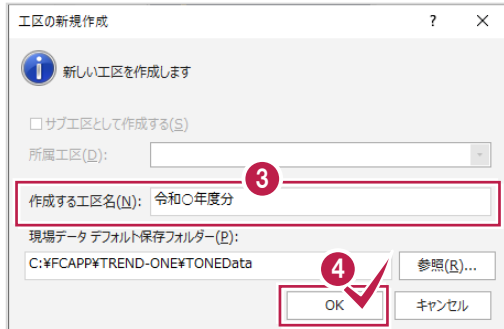 工区の新規作成
新しい工区を作成します
サブ工区として作成する(S)
所属工区(D):
3
作成する工区名(N): 令和○年度分
現場データ デフォルト保存フォルダー(P):
C:¥FCAPP¥TREND-ONE¥TONEData 参照(R)...
4
OK キャンセル